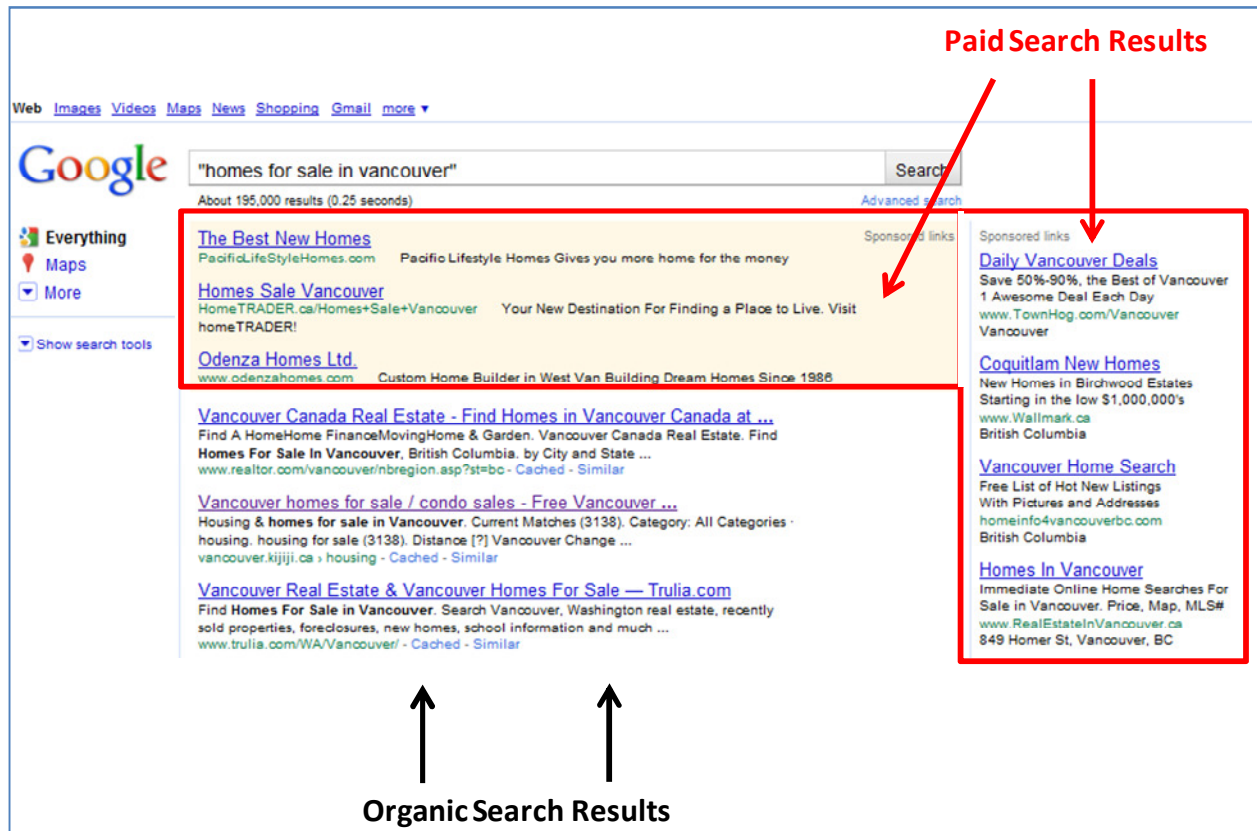 Paid Search Results
Web Images Videos Maps News Shopping Gmail more ▼
Google
"homes for sale in vancouver"
Search
About 195,000 results (0.25 seconds)
Advanced search
Everything
Maps
More
Show search tools
Sponsored links
The Best New Homes
PacificLifeStyleHomes.com Pacific Lifestyle Homes Gives you more home for the money
Homes Sale Vancouver
HomeTRADER.ca/Homes+Sale+Vancouver Your New Destination For Finding a Place to Live. Visit
homeTRADER!
Odenza Homes Ltd.
www.odenzahomes.com Custom Home Builder in West Van Building Dream Homes Since 1986
Vancouver Canada Real Estate - Find Homes in Vancouver Canada at ...
Find A HomeHome FinanceMovingHome & Garden. Vancouver Canada Real Estate. Find
Homes For Sale In Vancouver, British Columbia. by City and State ...
www.realtor.com/vancouver/nbregion.asp?st=bc - Cached - Similar
Vancouver homes for sale / condo sales - Free Vancouver ...
Housing & homes for sale in Vancouver. Current Matches (3138). Category: All Categories ·
housing. housing for sale (3138). Distance [?] Vancouver Change ...
vancouver.kijiji.ca › housing - Cached - Similar
Vancouver Real Estate & Vancouver Homes For Sale — Trulia.com
Find Homes For Sale in Vancouver. Search Vancouver, Washington real estate, recently
sold properties, foreclosures, new homes, school information and much ...
www.trulia.com/WA/Vancouver/ - Cached - Similar
Sponsored links
Daily Vancouver Deals
Save 50%-90%, the Best of Vancouver
1 Awesome Deal Each Day
www.TownHog.com/Vancouver
Vancouver
Coquitlam New Homes
New Homes in Birchwood Estates
Starting in the low $1,000,000's
www.Wallmark.ca
British Columbia
Vancouver Home Search
Free List of Hot New Listings
With Pictures and Addresses
homeinfo4vancouverbc.com
British Columbia
Homes In Vancouver
Immediate Online Home Searches For
Sale in Vancouver. Price, Map, MLS#
www.RealEstateInVancouver.ca
849 Homer St, Vancouver, BC
Organic Search Results